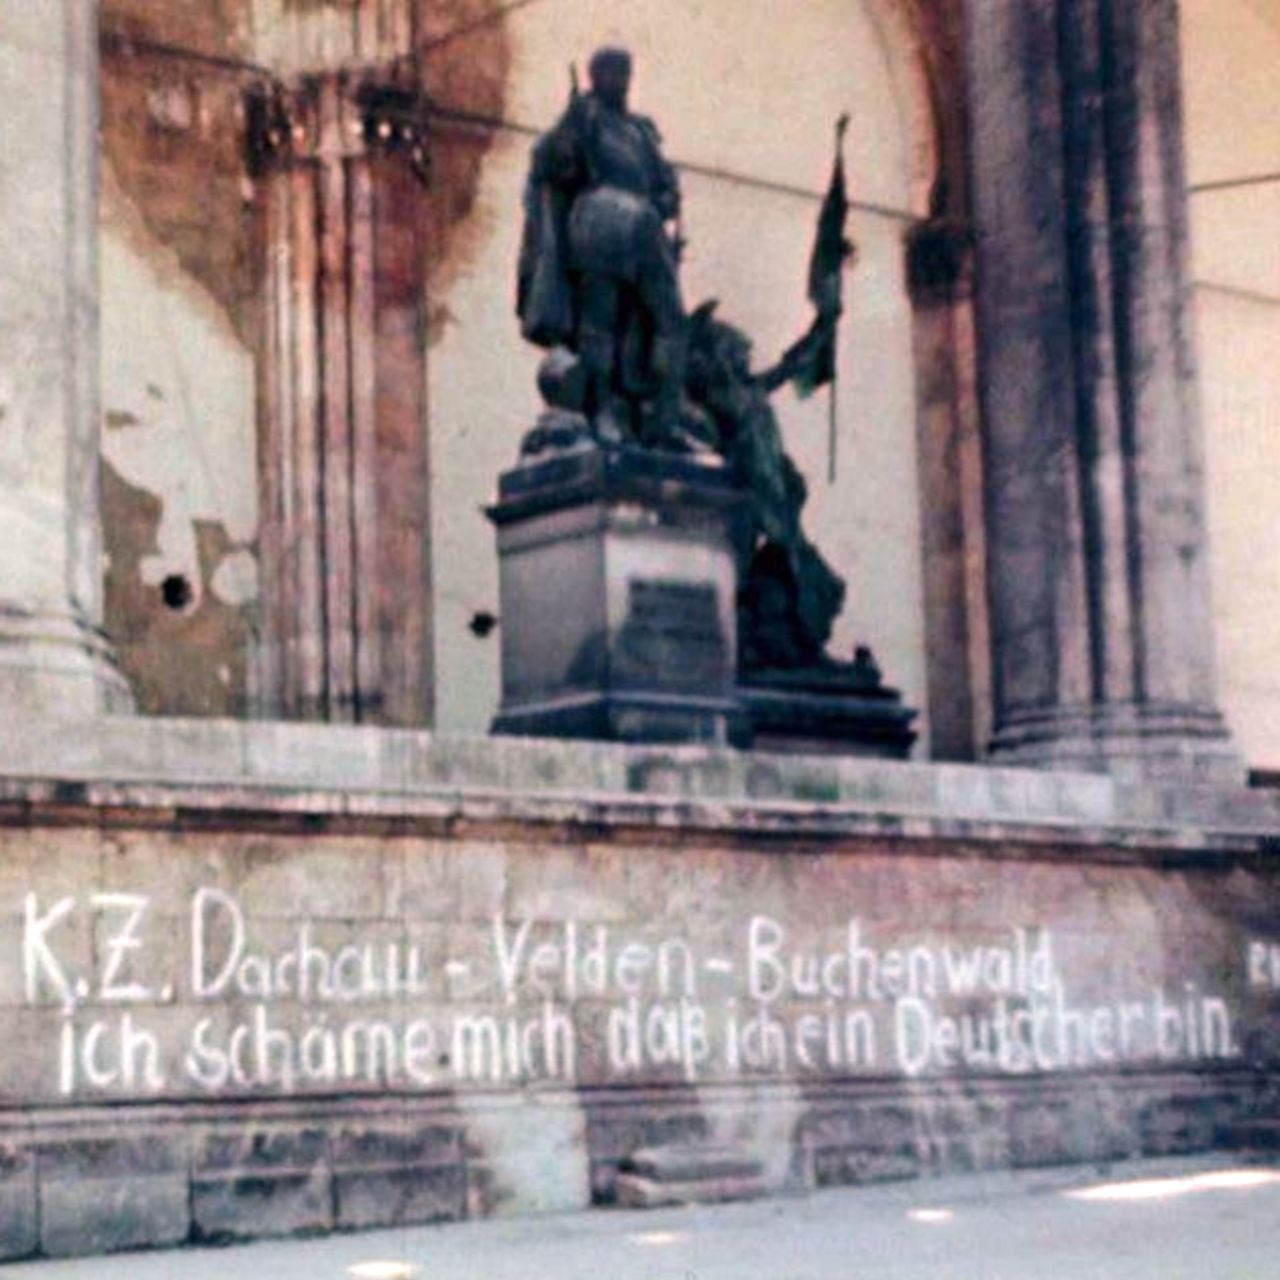 K.Z. Dachau - Velden - Buchenwald
ich schäme mich daß ich ein Deutscher bin.